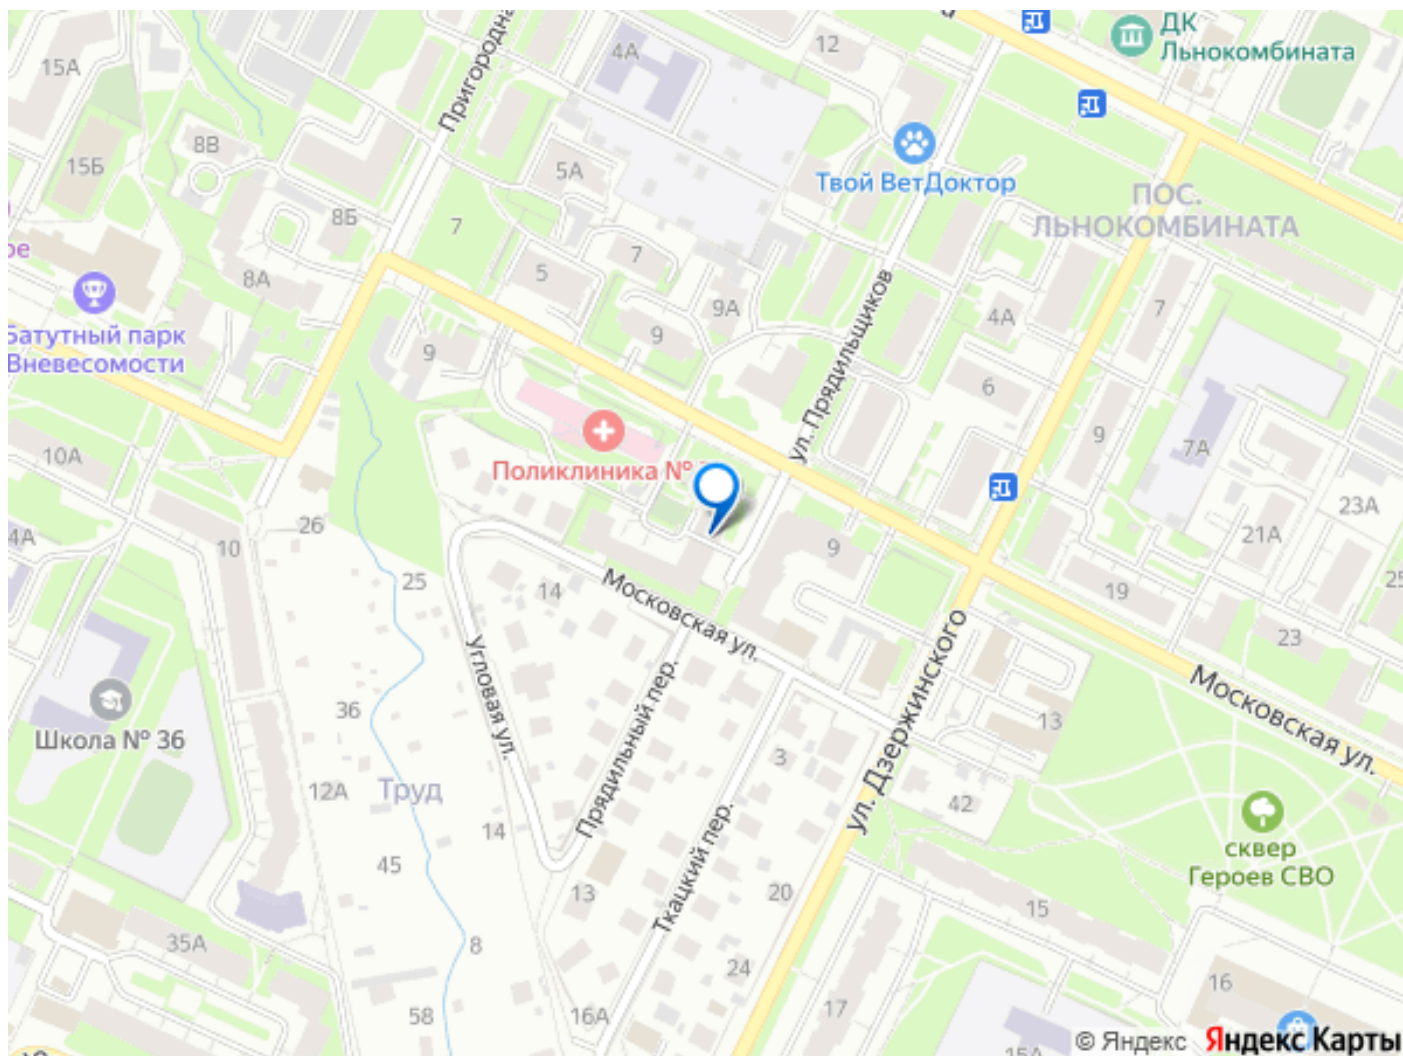 ДК
Льнокомбината
12
4А
15А
Пригородна
8В
15Б
5А
Твой ВетДоктор
ПОС.
ЛЬНОКОМБИНАТА
8Б
7
7
5
ре
8А
9А
7
4А
ул. Прядильщиков
Батутный парк
Вневесомости
9
9
6
9
7А
10А
Поликлиника №
23А
21А
4А
26
10
9
25
14
19
25
Московская ул.
23
ул. Дзержинского
Московская ул.
Угловая ул.
Прядильный пер.
36
13
Школа № 36
3
12А
Труд
42
14
Ткацкий пер.
сквер
Героев СВО
45
13
20
15
35А
8
24
16
17
58
16А
15А
© Яндекс Яндекс Карты